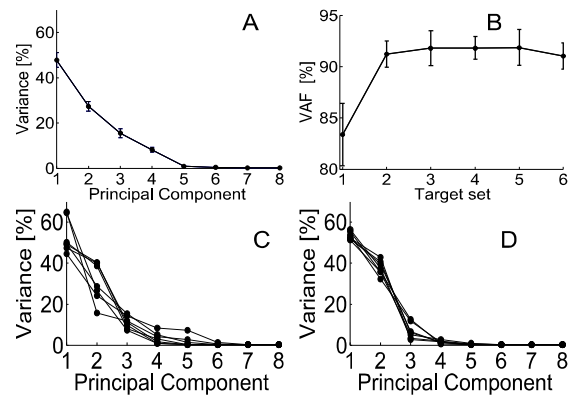 A
Variance [%]
60
40
20
0
1 2 3 4 5 6 7 8
Principal Component
B
VAF [%]
95
90
85
80
1 2 3 4 5 6
Target set
C
Variance [%]
60
40
20
0
1 2 3 4 5 6 7 8
Principal Component
D
Variance [%]
60
40
20
0
1 2 3 4 5 6 7 8
Principal Component